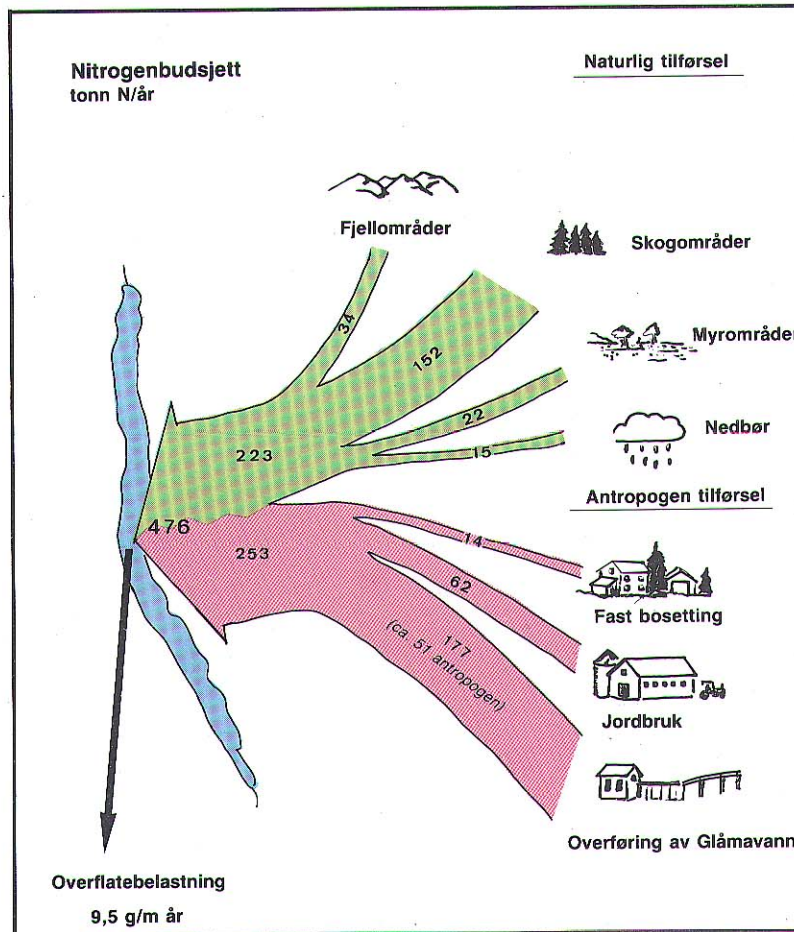 Nitrogenbudsjett
tonn N/år
Naturlig tilførsel
Fjellområder
Skogområder
34
152
Myrområder
22
Nedbør
223
15
Antropogen tilførsel
476
253
14
62
Fast bosetting
177
(ca. 51 antropogen)
Jordbruk
Overføring av Glåmavann
Overflatebelastning
9,5 g/m år